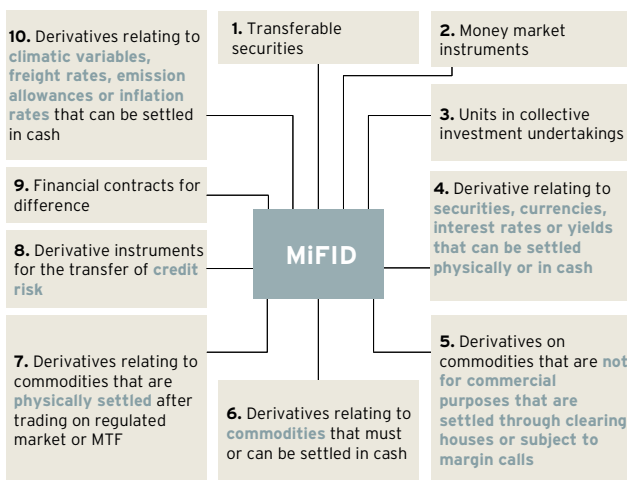 1. Transferable
securities
2. Money market
instruments
3. Units in collective
investment undertakings
4. Derivative relating to
securities, currencies,
interest rates or yields
that can be settled
physically or in cash
5. Derivatives on
commodities that are not
for commercial
purposes that are
settled through clearing
houses or subject to
margin calls
6. Derivatives relating to
commodities that must
or can be settled in cash
7. Derivatives relating to
commodities that are
physically settled after
trading on regulated
market or MTF
8. Derivative instruments
for the transfer of credit
risk
9. Financial contracts for
difference
10. Derivatives relating to
climatic variables,
freight rates, emission
allowances or inflation
rates that can be settled
in cash
MiFID